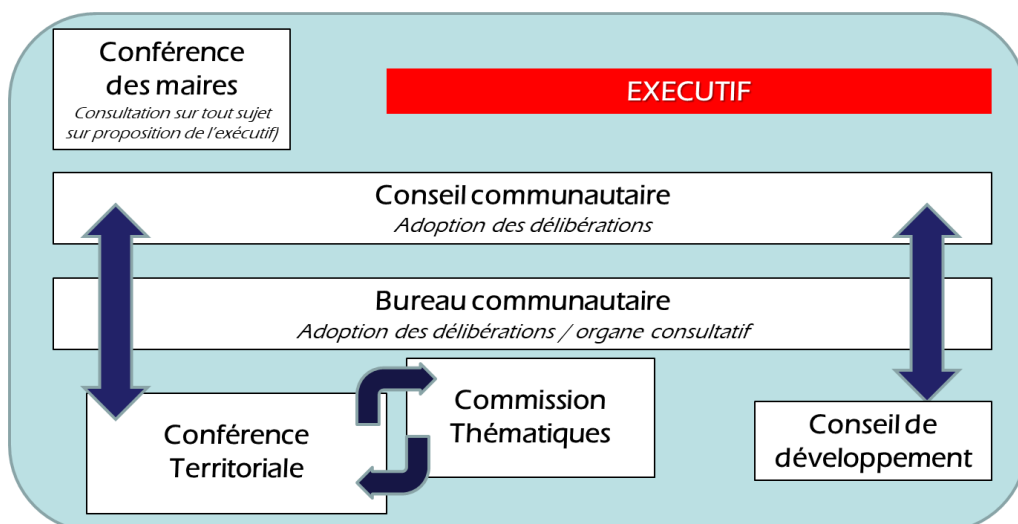 Conférence
des maires
Consultation sur tout sujet
sur proposition de l'exécutif)
EXECUTIF
Conseil communautaire
Adoption des délibérations
Bureau communautaire
Adoption des délibérations / organe consultatif
Conférence
Territoriale
Commission
Thématiques
Conseil de
développement